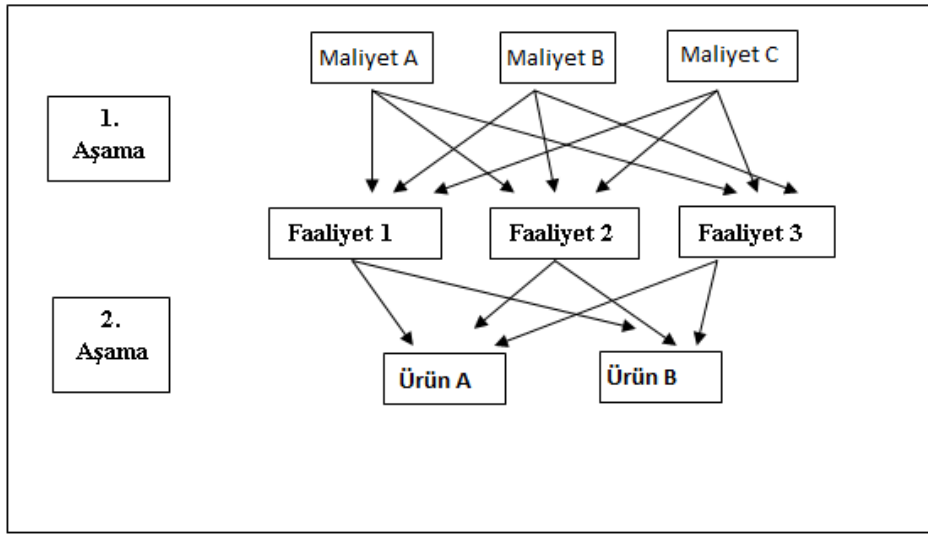 Maliyet A
Maliyet B
Maliyet C
1.
Aşama
Faaliyet 1
Faaliyet 2
Faaliyet 3
2.
Aşama
Ürün A
Ürün B